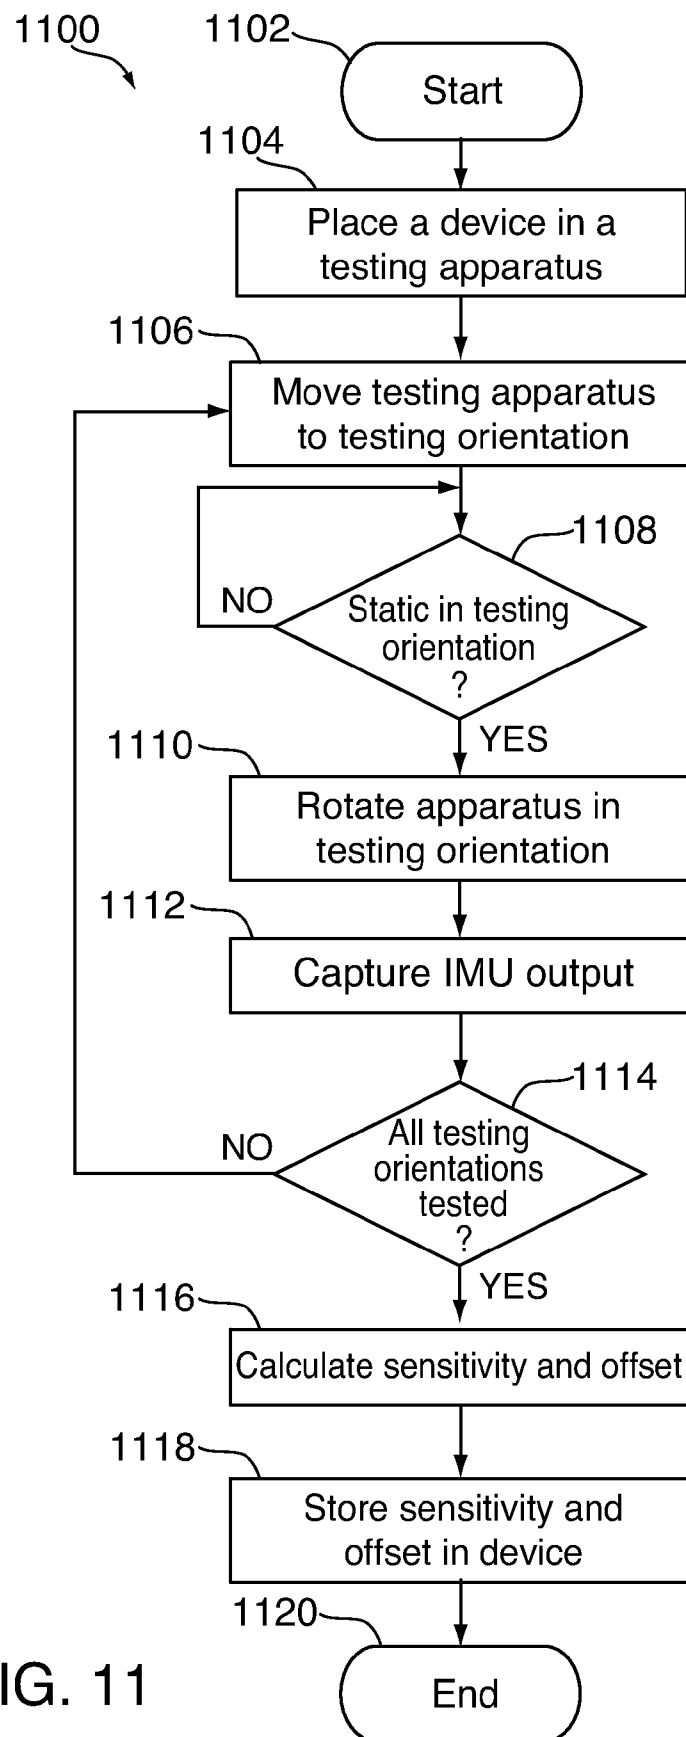 1100
1102
Start
1104
Place a device in a
testing apparatus
1106
Move testing apparatus
to testing orientation
1108
NO
Static in testing
orientation
?
YES
1110
Rotate apparatus in
testing orientation
1112
Capture IMU output
1114
NO
All testing
orientations
tested
?
YES
1116
Calculate sensitivity and offset
1118
Store sensitivity and
offset in device
1120
End
IG. 11